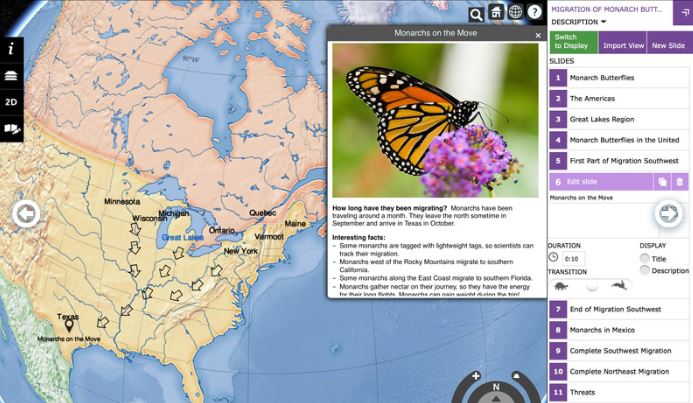 i
2D
90°W
Minnesota
Wisconsin
Michigan
Great Lakes
Ontario
Quebec
Vermont
Maine
New York
Texas
Monarchs on the Move
?
Monarchs on the Move
×
How long have they been migrating? Monarchs have been
traveling around a month. They leave the north sometime in
September and arrive in Texas in October.
Interesting facts:
– Some monarchs are tagged with lightweight tags, so scientists can
track their migration.
– Monarchs west of the Rocky Mountains migrate to southern
California.
– Some monarchs along the East Coast migrate to southern Florida.
– Monarchs gather nectar on their journey, so they have the energy
for their long flights. Monarchs can gain weight during the trip!
N
MIGRATION OF MONARCH BUTT...
DESCRIPTION
Switch
to Display
Import View
New Slide
SLIDES
1 Monarch Butterflies
2 The Americas
3 Great Lakes Region
4 Monarch Butterflies in the United
5 First Part of Migration Southwest
6 Edit slide
Monarchs on the Move
DURATION
DISPLAY
0:10
Title
Description
TRANSITION
7 End of Migration Southwest
8 Monarchs in Mexico
9 Complete Southwest Migration
10 Complete Northeast Migration
11 Threats